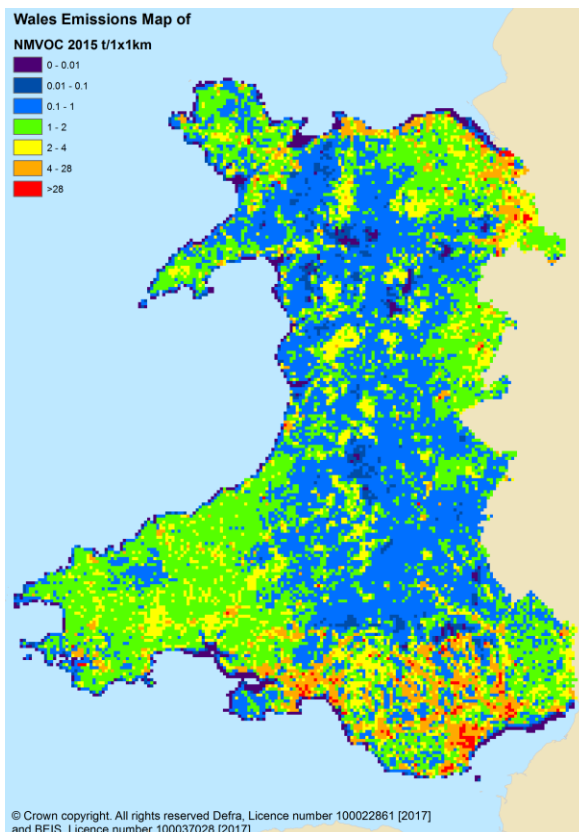 Wales Emissions Map of
NMVOC 2015 t/1x1km
0 - 0.01
0.01 - 0.1
0.1 - 1
1 - 2
2 - 4
4 - 28
>28
© Crown copyright. All rights reserved Defra, Licence number 100022861 [2017]
and BEIS, Licence number 100037028 [2017]